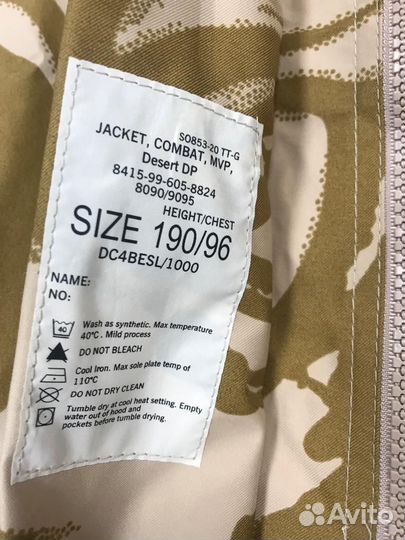 SO853-20 TT-G
JACKET, COMBAT, MVP,
Desert DP
8415-99-605-8824
8090/9095
HEIGHT/CHEST
SIZE 190/96
DC4BESL/1000
NAME:
NO:
40
Wash as synthetic. Max temperature
40°C. Mild process
DO NOT BLEACH
Cool Iron. Max sole plate temp of
110°C
DO NOT DRY CLEAN
Tumble dry at cool heat setting. Empty
water out of hood and
pockets before tumble drying.
Avito